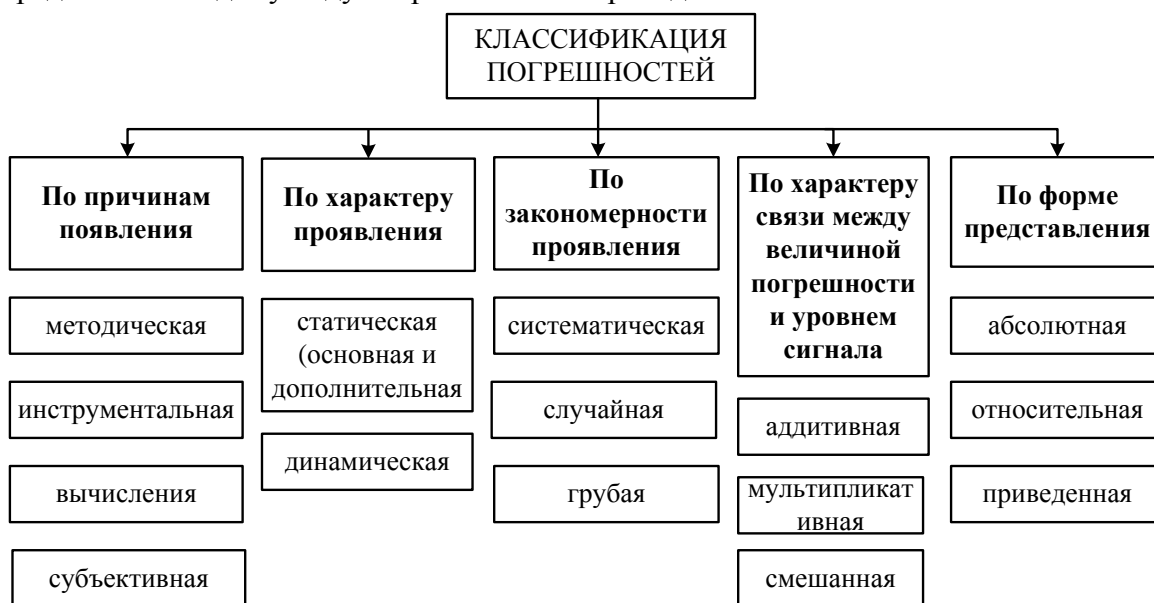 КЛАССИФИКАЦИЯ
ПОГРЕШНОСТЕЙ
По причинам
появления
методическая
инструментальная
вычисления
субъективная
По характеру
проявления
статическая
(основная и
дополнительная
динамическая
По
закономерности
проявления
систематическая
случайная
грубая
По характеру
связи между
величиной
погрешности
и уровнем
сигнала
аддитивная
мультипликат
ивная
смешанная
По форме
представления
абсолютная
относительная
приведенная